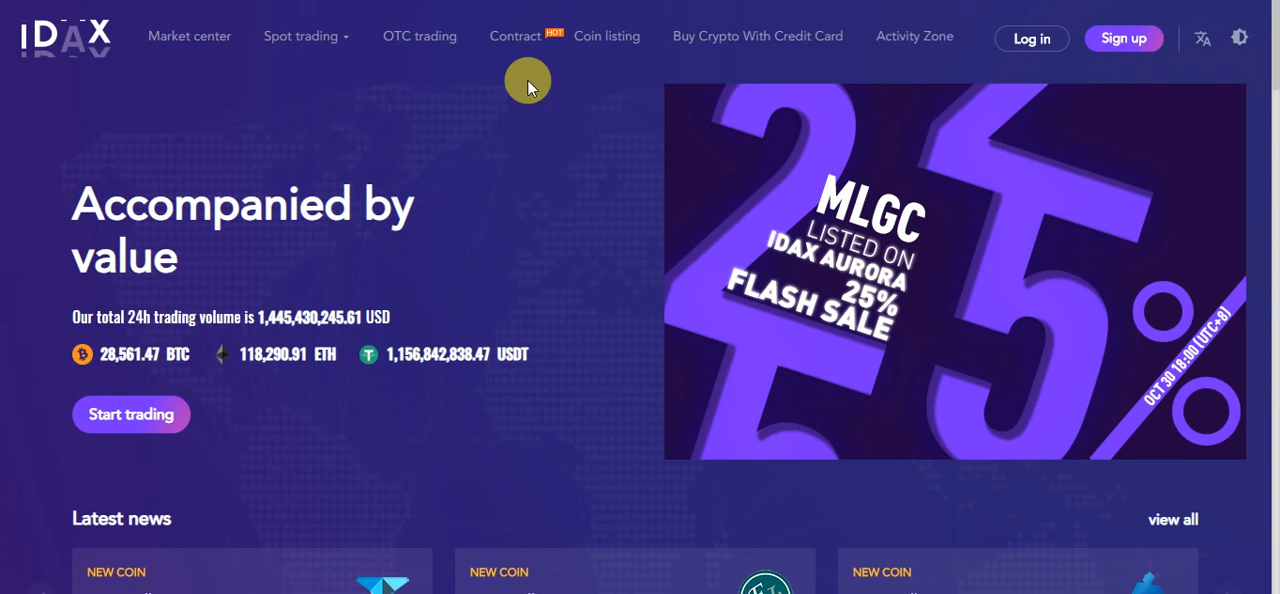 IDAX
Market center
Spot trading
OTC trading
Contract HOT
Coin listing
Buy Crypto With Credit Card
Activity Zone
Log in
Sign up
Accompanied by
value
Our total 24h trading volume is 1,445,430,245.61 USD
28,561.47 BTC 118,290.91 ETH 1,156,842,838.47 USDT
Start trading
25
MLGC
LISTED ON
IDAX AURORA
25%
FLASH SALE
OCT 30 18:00 (UTC+8)
Latest news
view all
NEW COIN
NEW COIN
NEW COIN